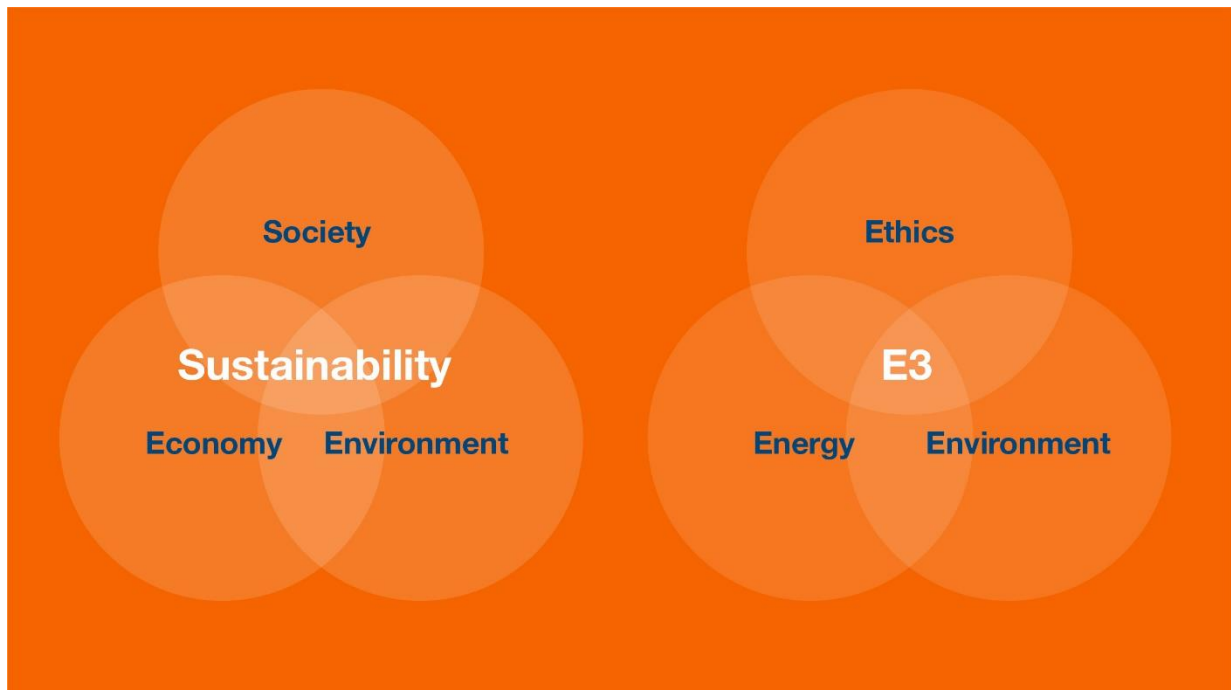 Society
Sustainability
Economy
Environment
Ethics
E3
Energy
Environment